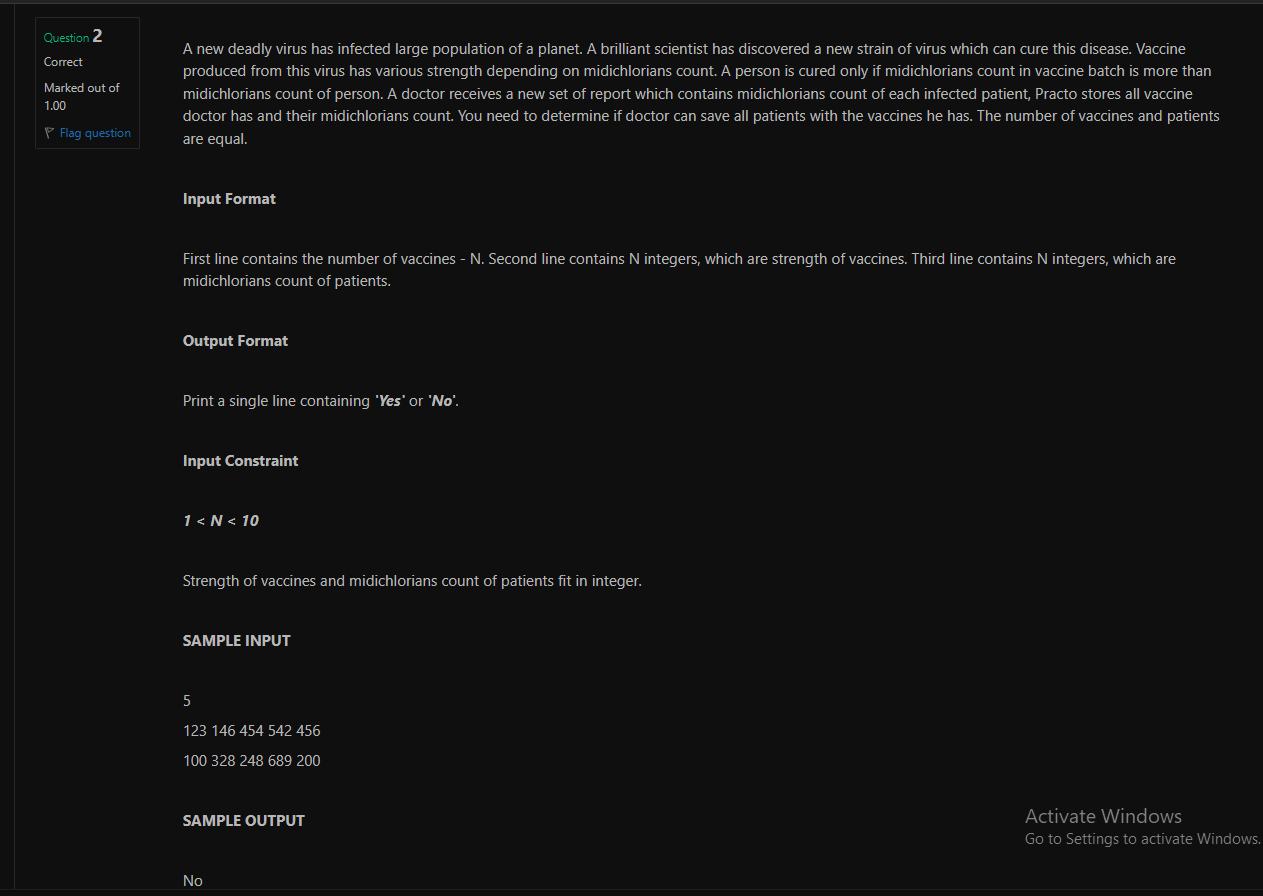 Question 2
Correct
Marked out of
1.00
Flag question
A new deadly virus has infected large population of a planet. A brilliant scientist has discovered a new strain of virus which can cure this disease. Vaccine
produced from this virus has various strength depending on midichlorians count. A person is cured only if midichlorians count in vaccine batch is more than
midichlorians count of person. A doctor receives a new set of report which contains midichlorians count of each infected patient, Practo stores all vaccine
doctor has and their midichlorians count. You need to determine if doctor can save all patients with the vaccines he has. The number of vaccines and patients
are equal.
Input Format
First line contains the number of vaccines - N. Second line contains N integers, which are strength of vaccines. Third line contains N integers, which are
midichlorians count of patients.
Output Format
Print a single line containing 'Yes' or 'No'.
Input Constraint
1 < N < 10
Strength of vaccines and midichlorians count of patients fit in integer.
SAMPLE INPUT
5
123 146 454 542 456
100 328 248 689 200
SAMPLE OUTPUT
No
Activate Windows
Go to Settings to activate Windows.